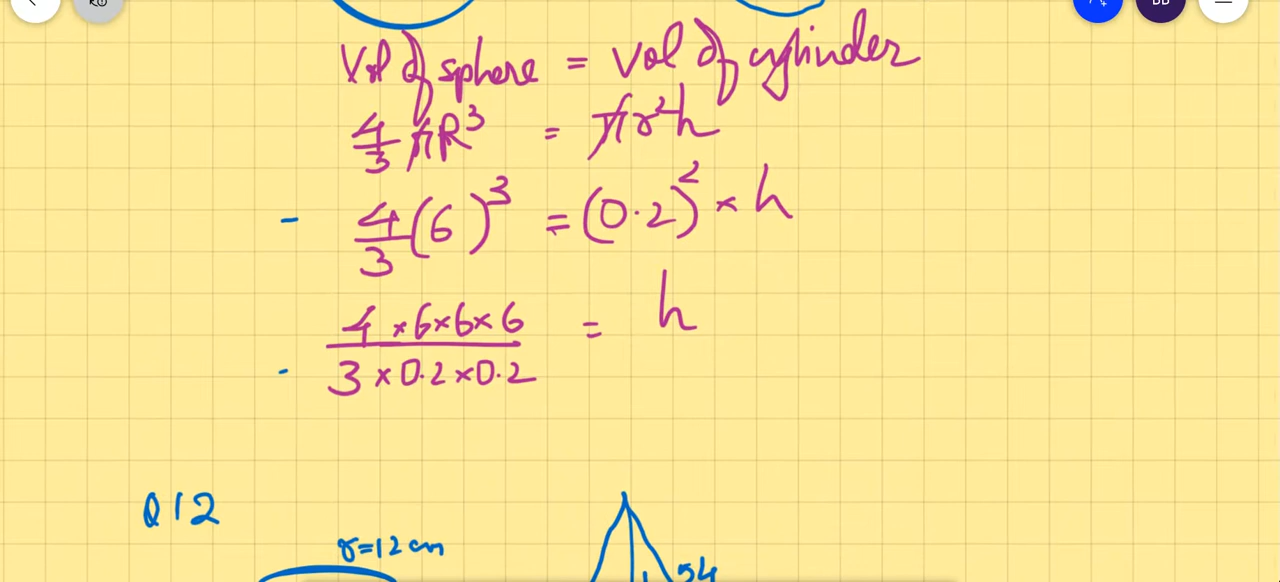 Vol of sphere = Vol of cylinder
4/3 πR³ = πr²h
- 4/3 (6)³ = (0.2)² × h
4 × 6 × 6 × 6 / 3 × 0.2 × 0.2 = h
Q12
r=12 cm
54